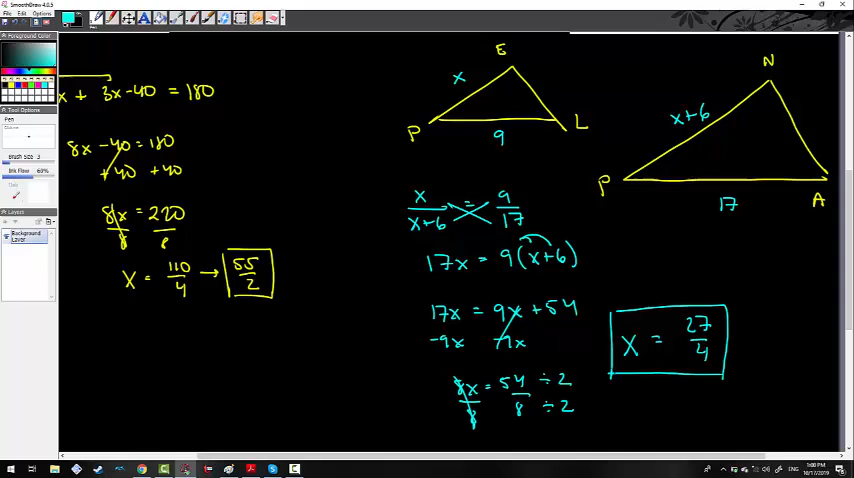 SmoothDraw 4.0.5
File Edit Options
Foreground Color
Tool Options
Pen
Brush Size 3
Ink Flow 60%
Layers
Background Layer
x + 3x -40 = 180
8x -40 = 180
+40 +40
8x = 220
8 8
x = 110/4 → 55/2
E
x
P
9
L
N
x+6
P
17
A
x/x+6 = 9/17
17x = 9(x+6)
17x = 9x + 54
-9x -9x
8x = 54 ÷ 2
8 8 ÷ 2
x = 27/4
1:00 PM
10/17/2019